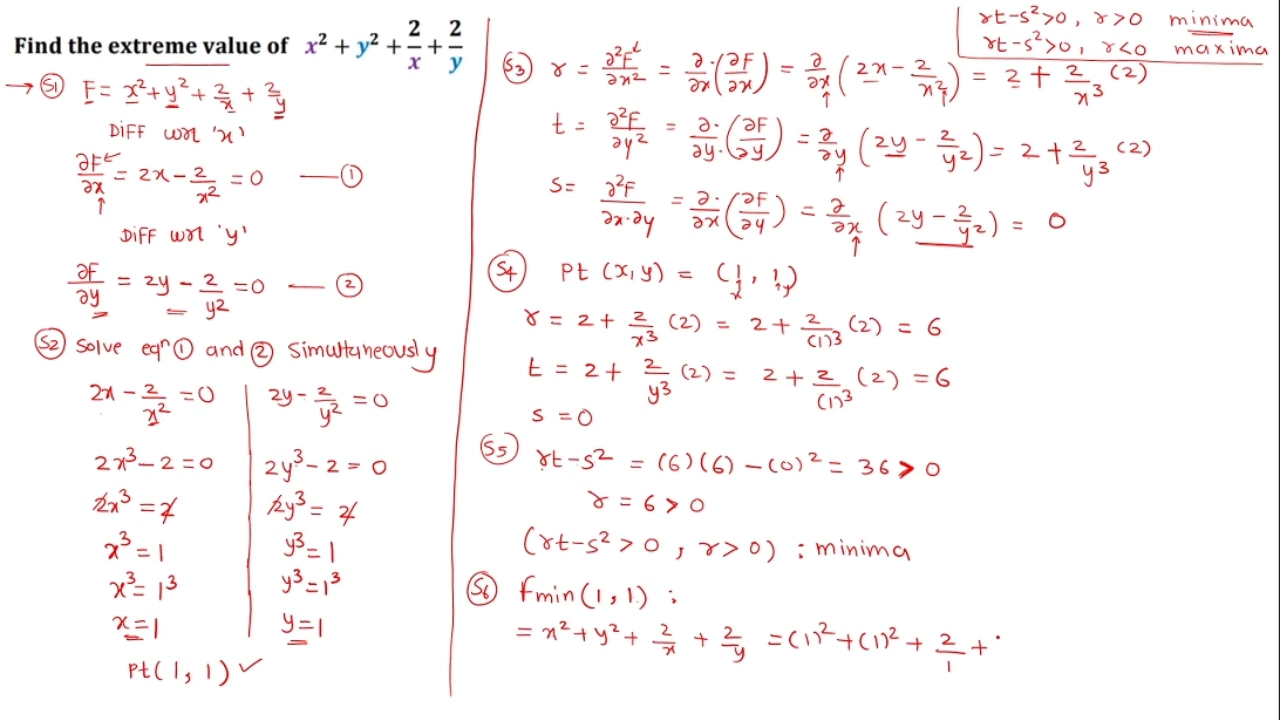 Find the extreme value of x² + y² + 2/x + 2/y
→ S1 F = x² + y² + 2/x + 2/y
DIFF wrt 'x'
∂F/∂x = 2x - 2/x² = 0 — ①
DIFF wrt 'y'
∂F/∂y = 2y - 2/y² = 0 — ②
S2 Solve eqⁿ ① and ② Simultaneously
2x - 2/x² = 0
2x³ - 2 = 0
2x³ = 2
x³ = 1
x³ = 1³
x = 1
2y - 2/y² = 0
2y³ - 2 = 0
2y³ = 2
y³ = 1
y³ = 1³
y = 1
Pt (1, 1) ✓
rt-s²>0, r>0 minima
rt-s²>0, r<0 maxima
S3 r = ∂²F/∂x² = ∂/∂x · (∂F/∂x) = ∂/∂x (2x - 2/x²) = 2 + 2/x³ (2)
t = ∂²F/∂y² = ∂/∂y · (∂F/∂y) = ∂/∂y (2y - 2/y²) = 2 + 2/y³ (2)
s = ∂²F/∂x·∂y = ∂/∂x · (∂F/∂y) = ∂/∂x (2y - 2/y²) = 0
S4 Pt (x, y) = (1, 1)
x y
r = 2 + 2/x³ (2) = 2 + 2/(1)³ (2) = 6
t = 2 + 2/y³ (2) = 2 + 2/(1)³ (2) = 6
s = 0
S5 rt-s² = (6)(6) - (0)² = 36 > 0
r = 6 > 0
(rt-s² > 0, r > 0) : minima
S6 fmin (1, 1) :
= x² + y² + 2/x + 2/y = (1)² + (1)² + 2/1 +